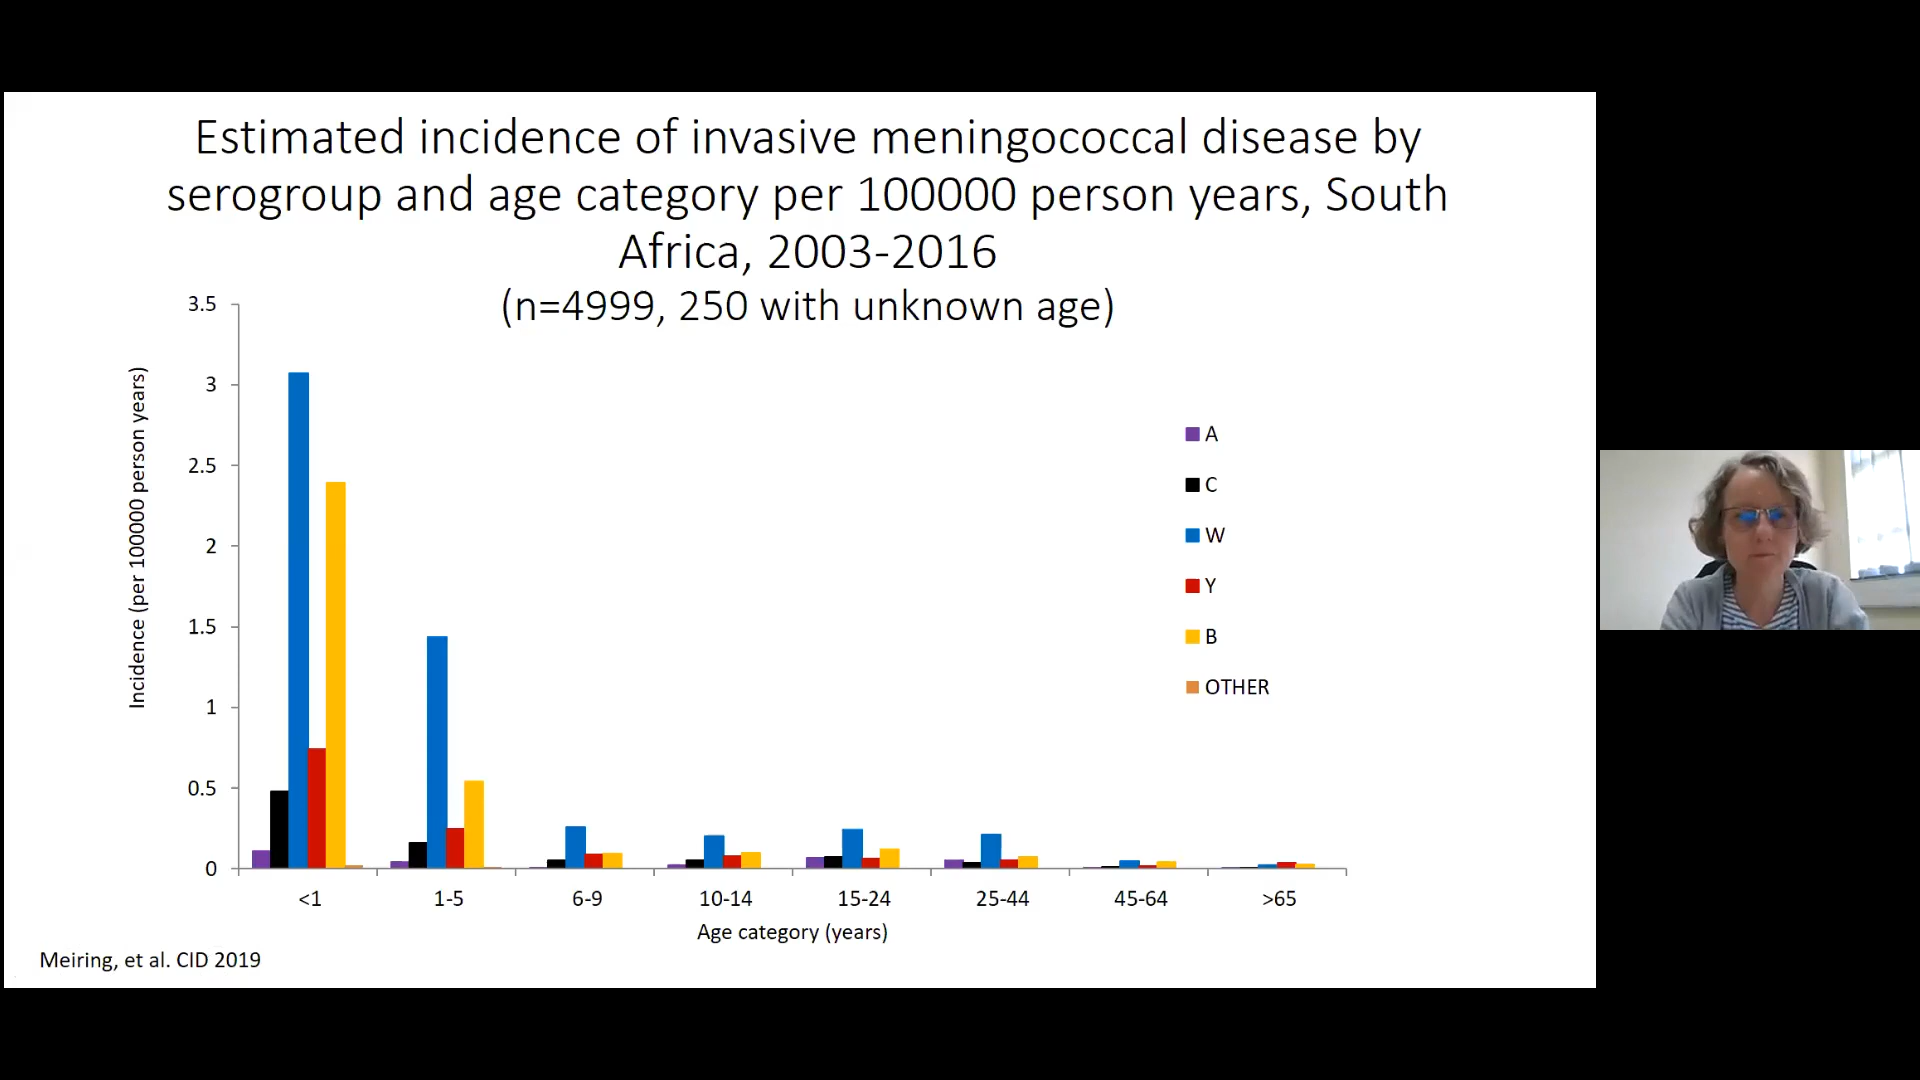 Estimated incidence of invasive meningococcal disease by
serogroup and age category per 100000 person years, South
Africa, 2003-2016
(n=4999, 250 with unknown age)
3.5
3
2.5
2
1.5
1
0.5
0
Incidence (per 100000 person years)
A
C
W
Y
B
OTHER
<1
1-5
6-9
10-14
15-24
25-44
45-64
>65
Age category (years)
Meiring, et al. CID 2019